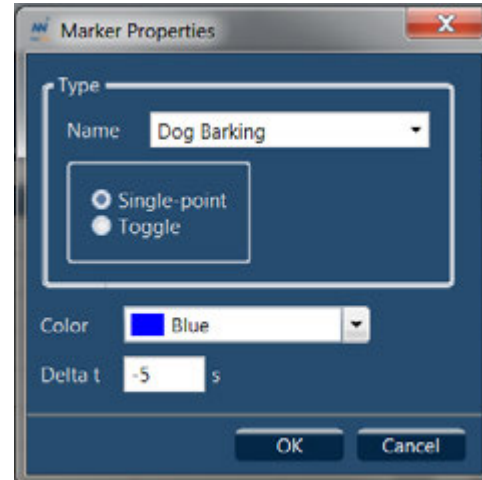 Marker Properties
Type
Name Dog Barking
Single-point
Toggle
Color Blue
Delta t -5 s
OK Cancel